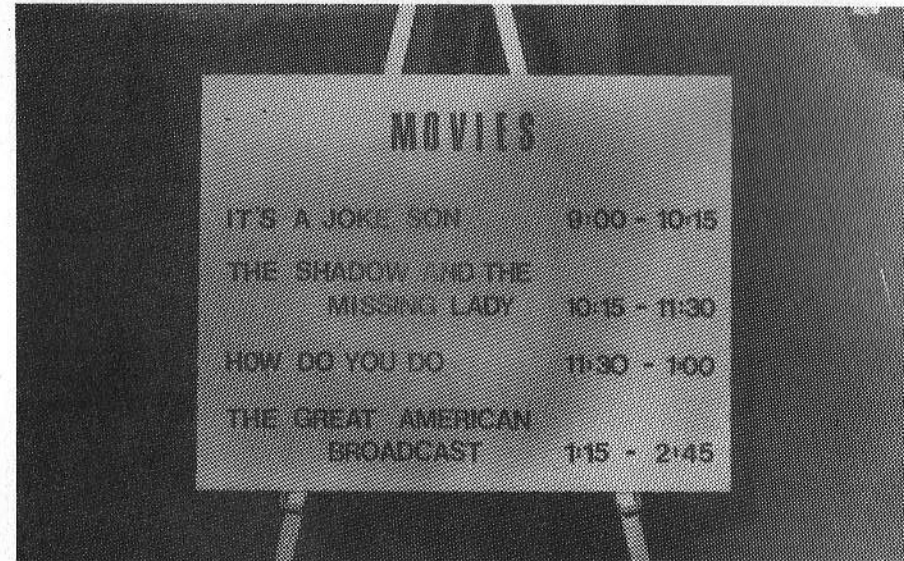 MOVIES
IT'S A JOKE SON 9:00 - 10:15
THE SHADOW AND THE
MISSING LADY 10:15 - 11:30
HOW DO YOU DO 11:30 - 1:00
THE GREAT AMERICAN
BROADCAST 1:15 - 2:45